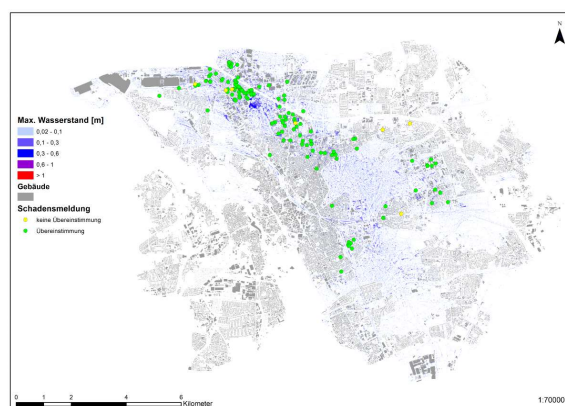 N
Max. Wasserstand [m]
0,02 - 0,1
0,1 - 0,3
0,3 - 0,6
0,6 - 1
> 1
Gebäude
Schadensmeldung
keine Übereinstimmung
Übereinstimmung
0 1 2 4 6
Kilometer
1:70000